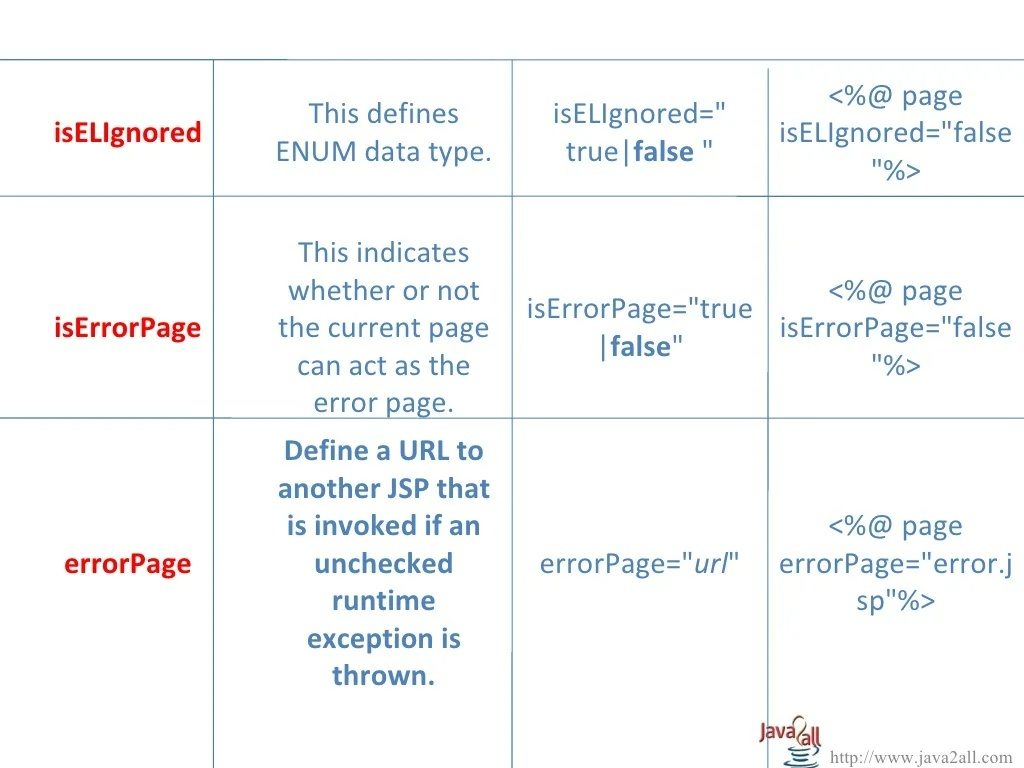 isELIgnored
This defines
ENUM data type.
isELIgnored="
true|false "
<%@ page
isELIgnored="false
"%>
isErrorPage
This indicates
whether or not
the current page
can act as the
error page.
isErrorPage="true
|false"
<%@ page
isErrorPage="false
"%>
errorPage
Define a URL to
another JSP that
is invoked if an
unchecked
runtime
exception is
thrown.
errorPage="url"
<%@ page
errorPage="error.j
sp"%>
Java2all
http://www.java2all.com